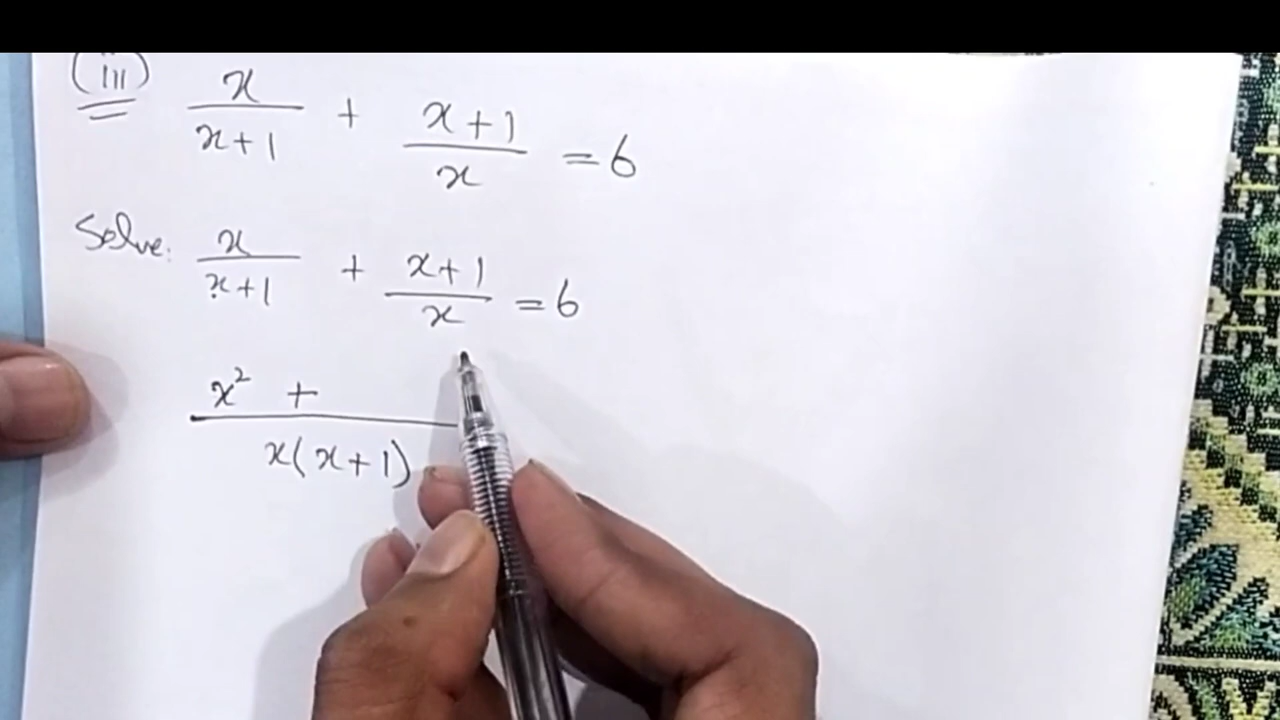 (iii) x/(x+1) + (x+1)/x = 6
Solve: x/(x+1) + (x+1)/x = 6
x² +
x(x+1)